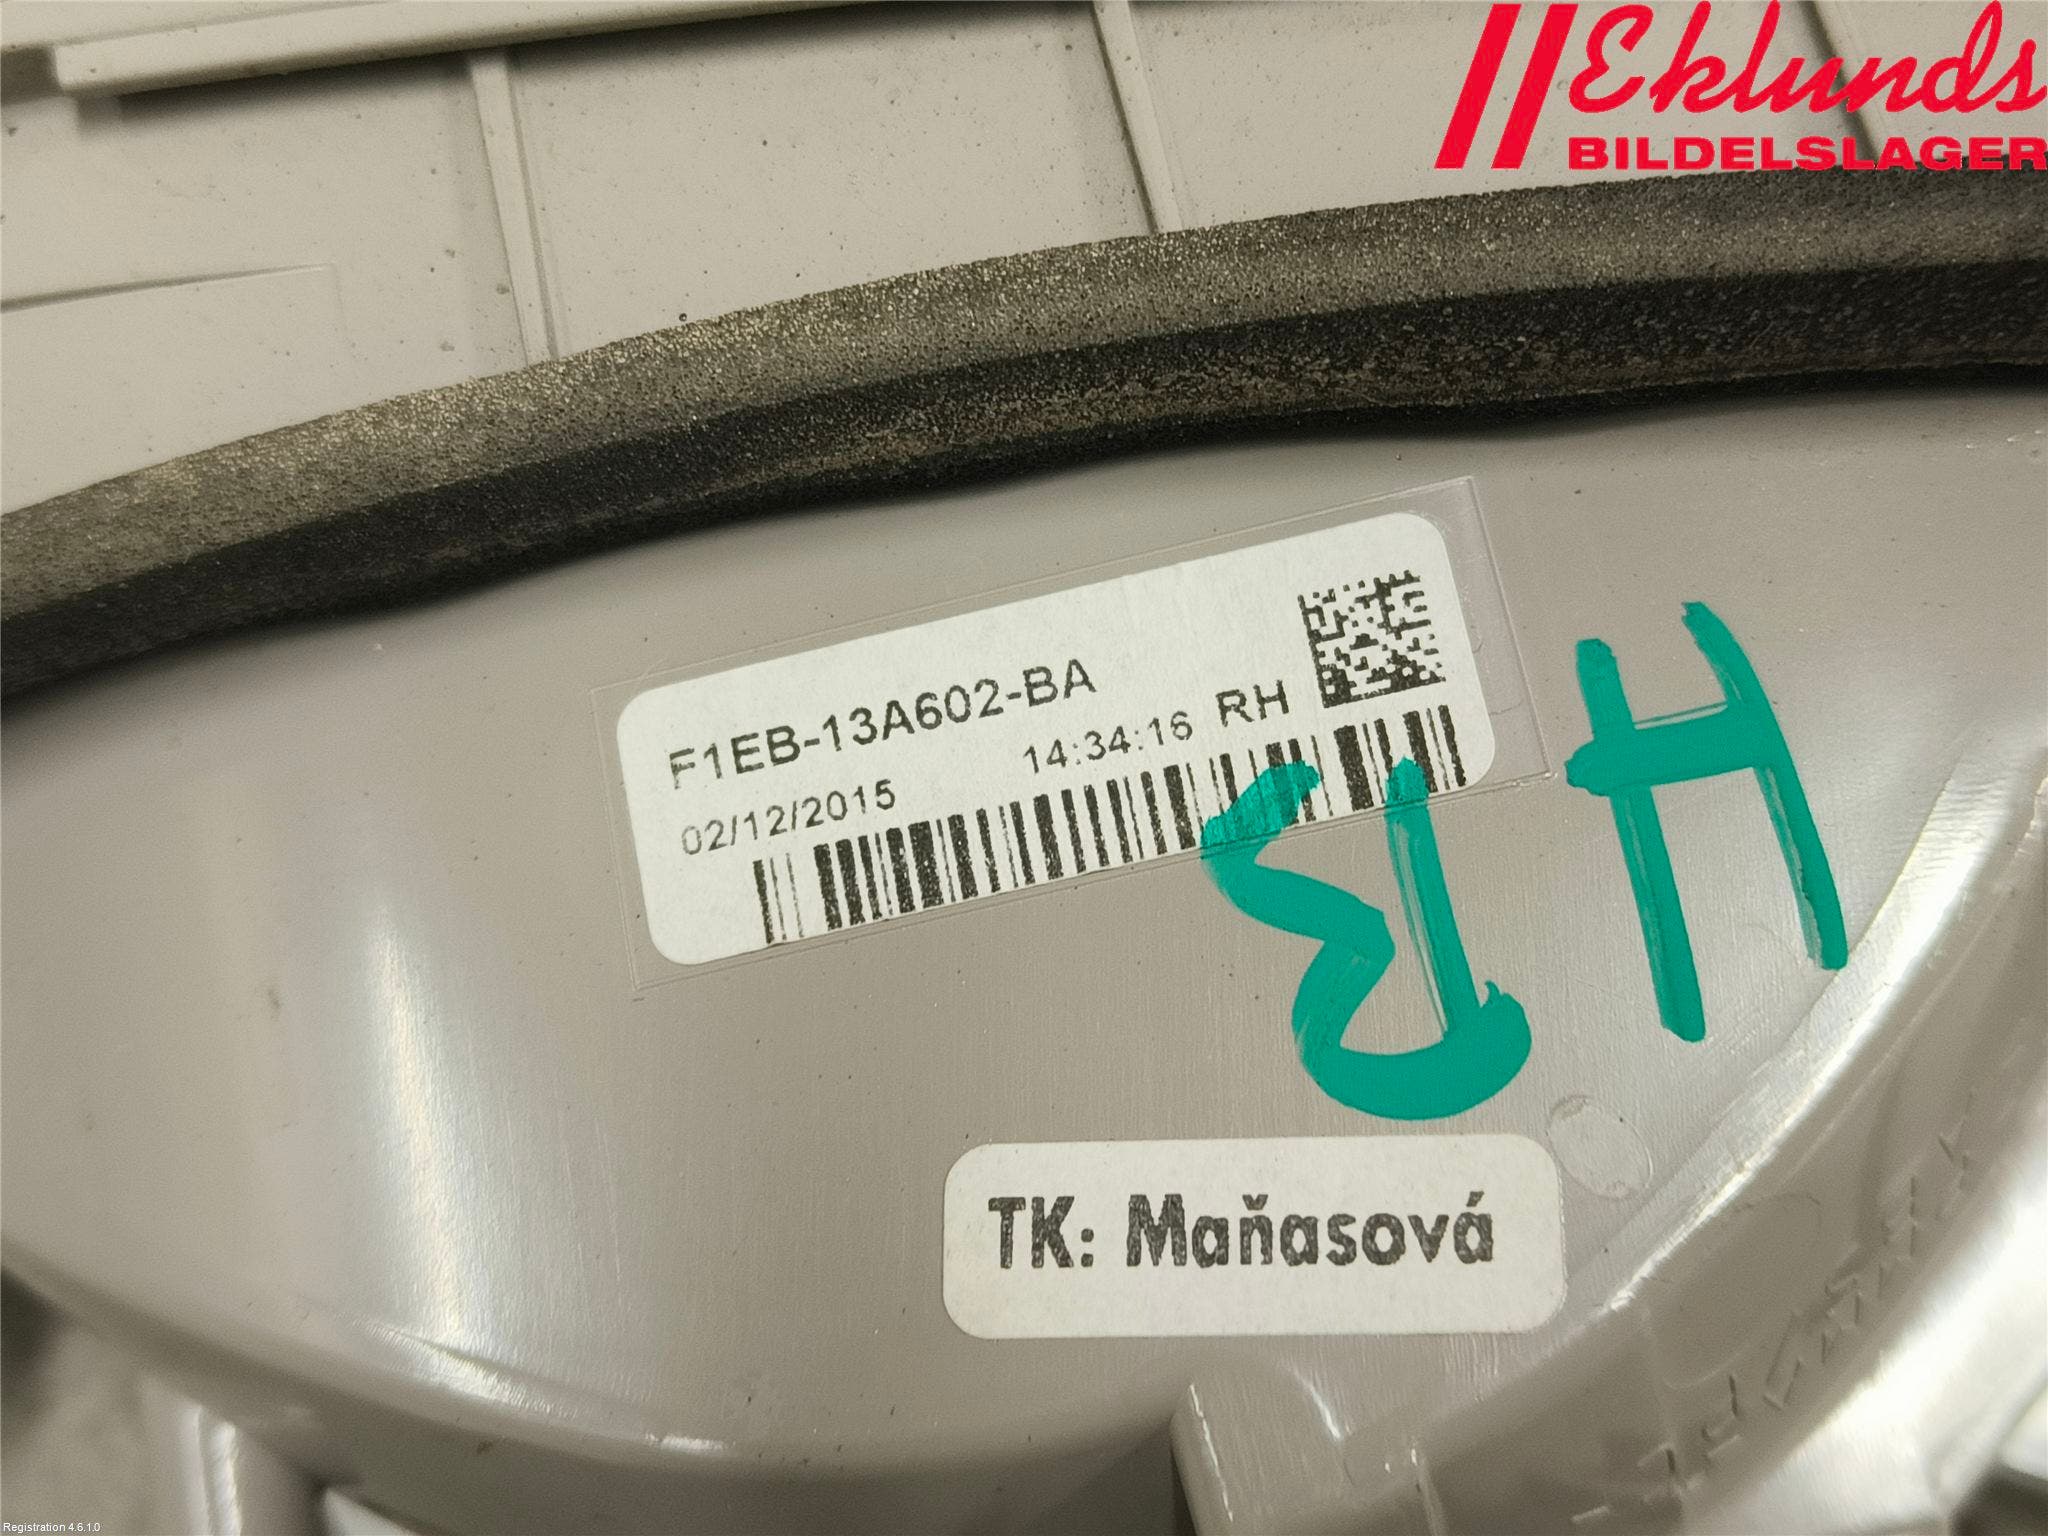 Eklunds
BILDELSLAGER
F1EB-13A602-BA
02/12/2015 14:34:16 RH
H B
TK: Maňasová
Registration 4.6.1.0